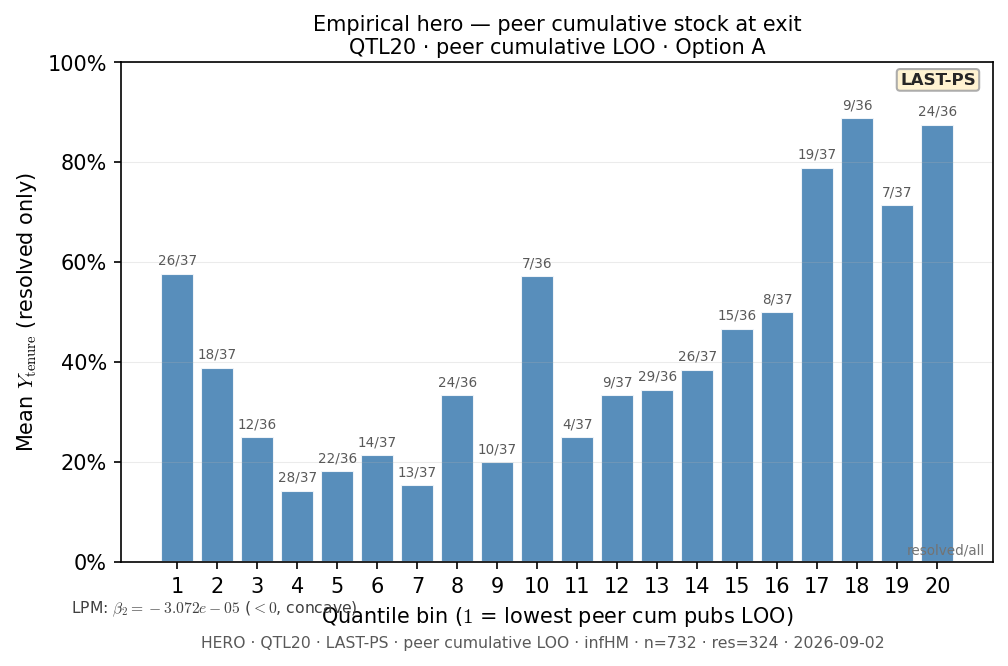 Empirical hero — peer cumulative stock at exit
QTL20 · peer cumulative LOO · Option A
100%
80%
60%
40%
20%
0%
Mean Y_tenure (resolved only)
LAST-PS
26/37
18/37
12/36
28/37
22/36
14/37
13/37
24/36
10/37
7/36
4/37
9/37
29/36
26/37
15/36
8/37
19/37
9/36
7/37
24/36
resolved/all
1 2 3 4 5 6 7 8 9 10 11 12 13 14 15 16 17 18 19 20
LPM: β₂ = −3.072e−05 (<0, concave)
Quantile bin (1 = lowest peer cum pubs LOO)
HERO · QTL20 · LAST-PS · peer cumulative LOO · infHM · n=732 · res=324 · 2026-09-02